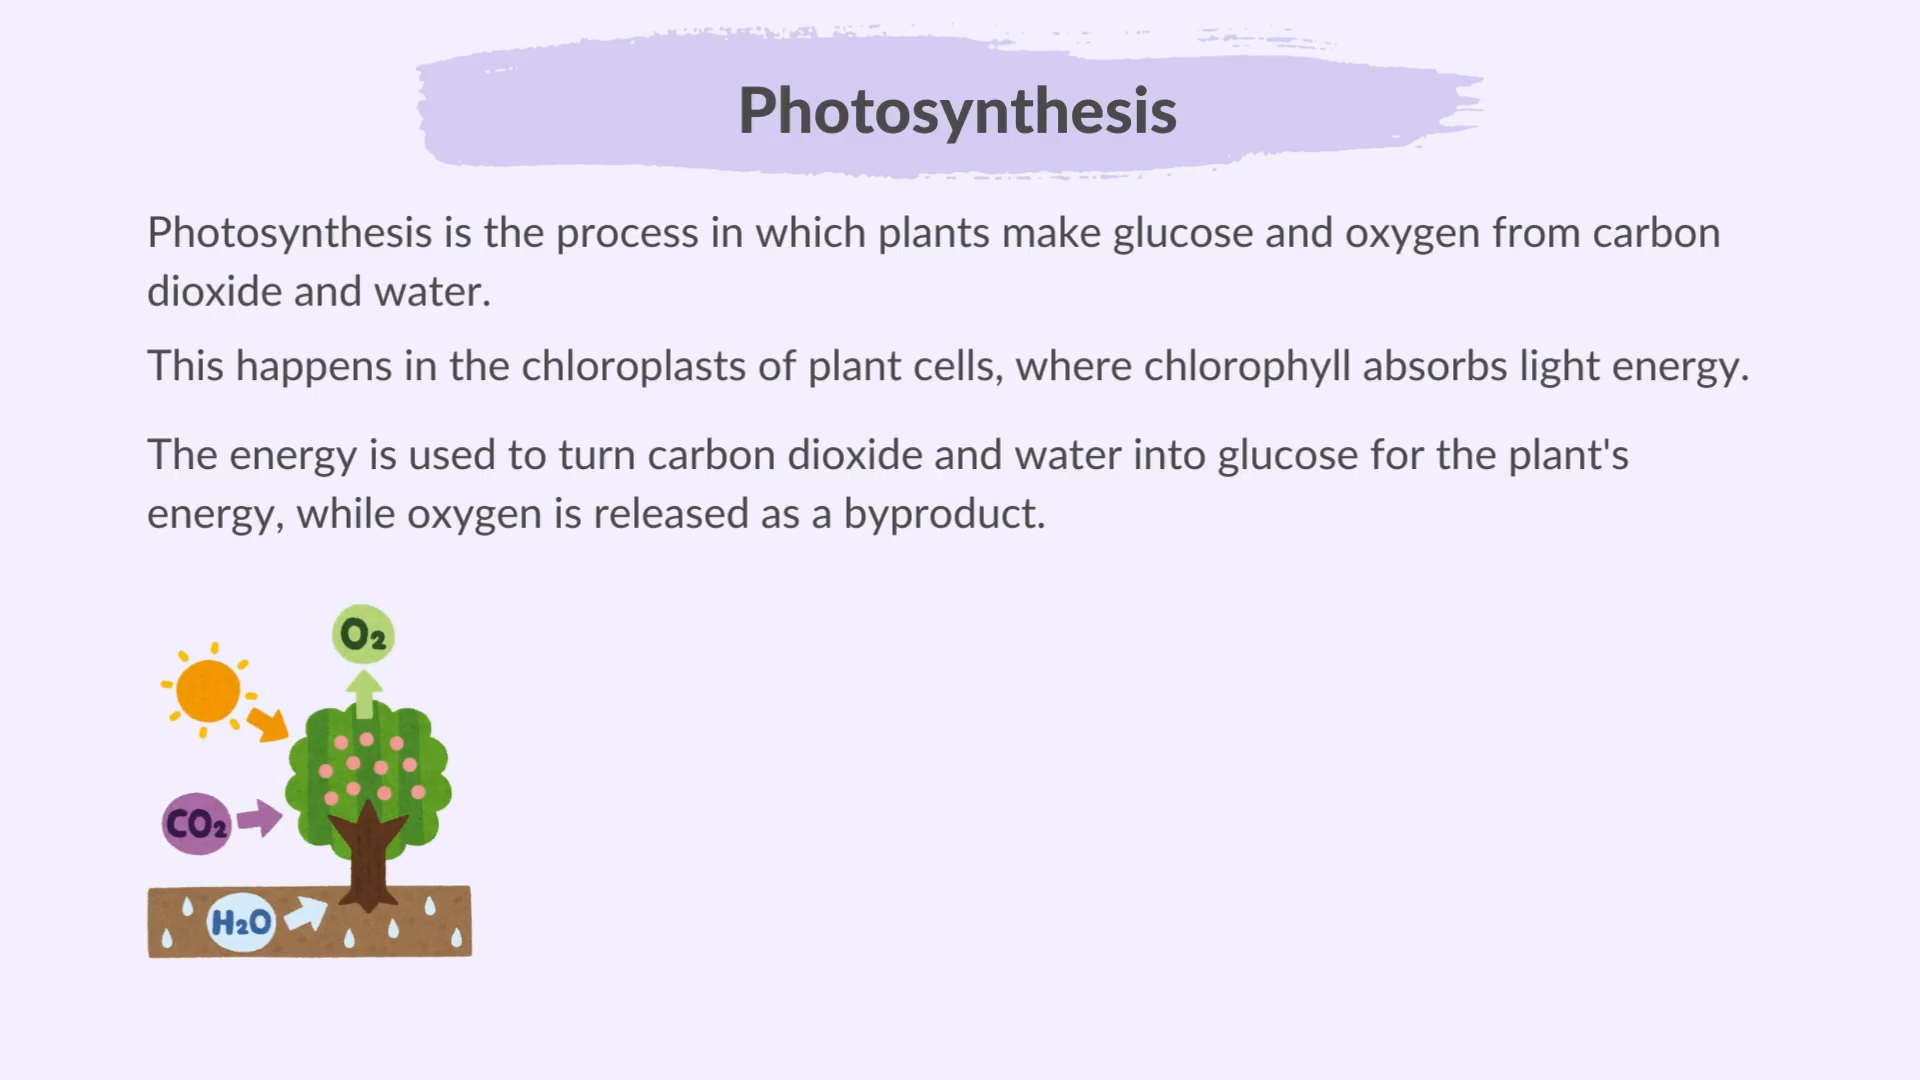 Photosynthesis
Photosynthesis is the process in which plants make glucose and oxygen from carbon
dioxide and water.
This happens in the chloroplasts of plant cells, where chlorophyll absorbs light energy.
The energy is used to turn carbon dioxide and water into glucose for the plant's
energy, while oxygen is released as a byproduct.
O₂
CO₂
H₂O